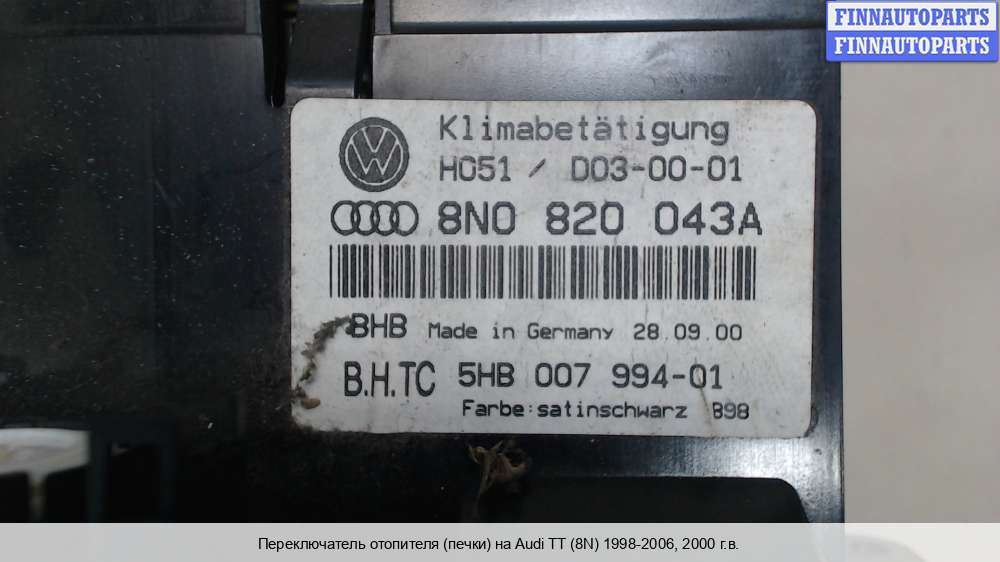 FINNAUTOPARTS
FINNAUTOPARTS
Klimabetätigung
HC51 / D03-00-01
8N0 820 043A
BHB Made in Germany 28.09.00
B.H.TC 5HB 007 994-01
Farbe:satinschwarz B98
Переключатель отопителя (печки) на Audi TT (8N) 1998-2006, 2000 г.в.